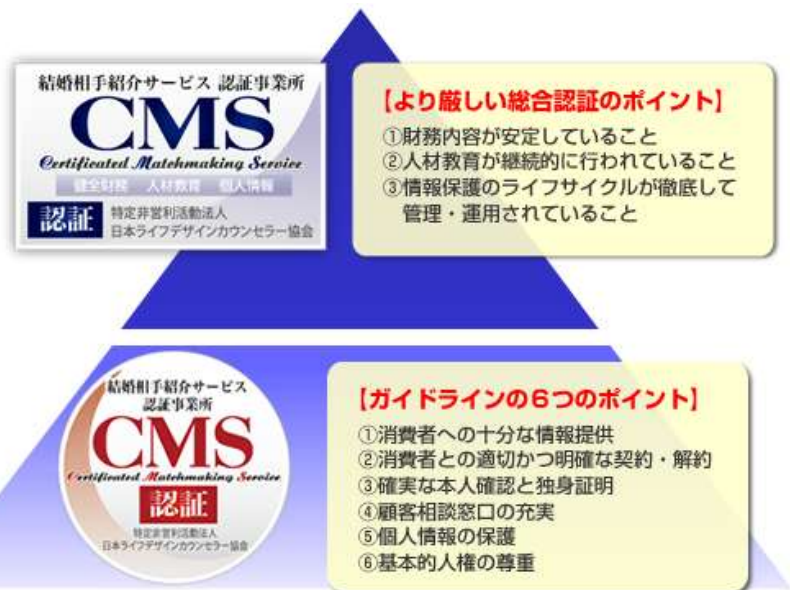 結婚相手紹介サービス 認証事業所
CMS
Certificated Matchmaking Service
健全財務 人材教育 個人情報
認証
特定非営利活動法人
日本ライフデザインカウンセラー協会
【より厳しい総合認証のポイント】
①財務内容が安定していること
②人材教育が継続的に行われていること
③情報保護のライフサイクルが徹底して
管理・運用されていること
結婚相手紹介サービス
認証事業所
CMS
Certificated Matchmaking Service
認証
特定非営利活動法人
日本ライフデザインカウンセラー協会
【ガイドラインの6つのポイント】
①消費者への十分な情報提供
②消費者との適切かつ明確な契約・解約
③確実な本人確認と独身証明
④顧客相談窓口の充実
⑤個人情報の保護
⑥基本的人権の尊重